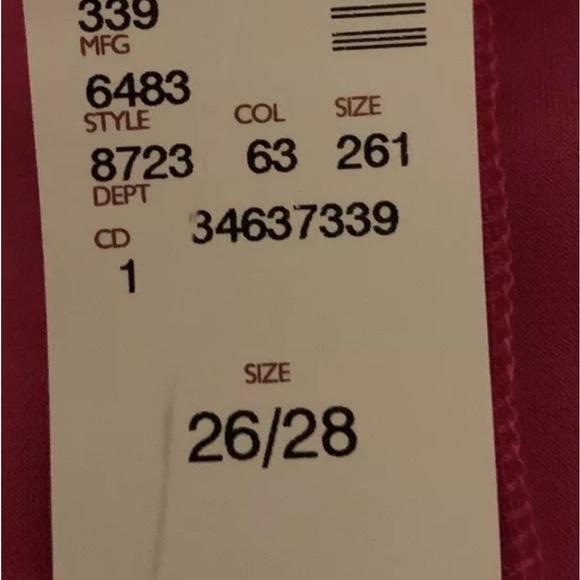 339
MFG
6483
STYLE COL SIZE
8723 63 261
DEPT
34637339
CD
1
SIZE
26/28